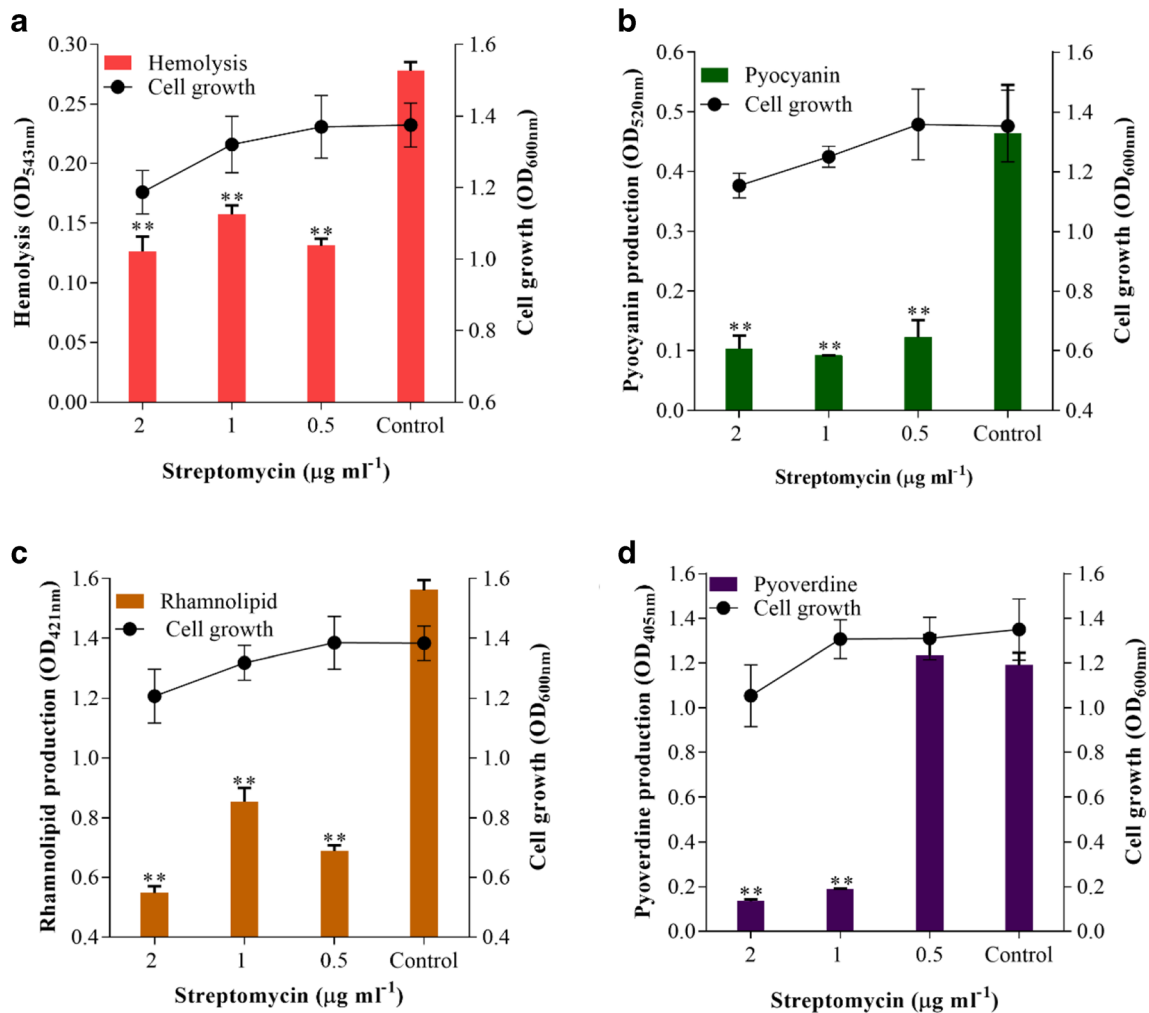 a
Hemolysis
Cell growth
Hemolysis (OD543nm)
0.30
0.25
0.20
0.15
0.10
0.05
0.00
**
**
**
1.6
1.4
1.2
1.0
0.8
0.6
Cell growth (OD600nm)
2 1 0.5 Control
Streptomycin (μg ml-1)
b
Pyocyanin
Cell growth
Pyocyanin production (OD520nm)
0.6
0.5
0.4
0.3
0.2
0.1
0.0
**
**
**
1.6
1.4
1.2
1.0
0.8
0.6
0.4
Cell growth (OD600nm)
2 1 0.5 Control
Streptomycin (μg ml-1)
c
Rhamnolipid
Cell growth
Rhamnolipid production (OD421nm)
1.6
1.4
1.2
1.0
0.8
0.6
0.4
**
**
**
1.6
1.4
1.2
1.0
0.8
0.6
0.4
Cell growth (OD600nm)
2 1 0.5 Control
Streptomycin (μg ml-1)
d
Pyoverdine
Cell growth
Pyoverdine production (OD405nm)
1.6
1.4
1.2
1.0
0.8
0.6
0.4
0.2
0.0
**
**
1.6
1.4
1.2
1.0
0.8
0.6
0.4
0.2
0.0
Cell growth (OD600nm)
2 1 0.5 Control
Streptomycin (μg ml-1)